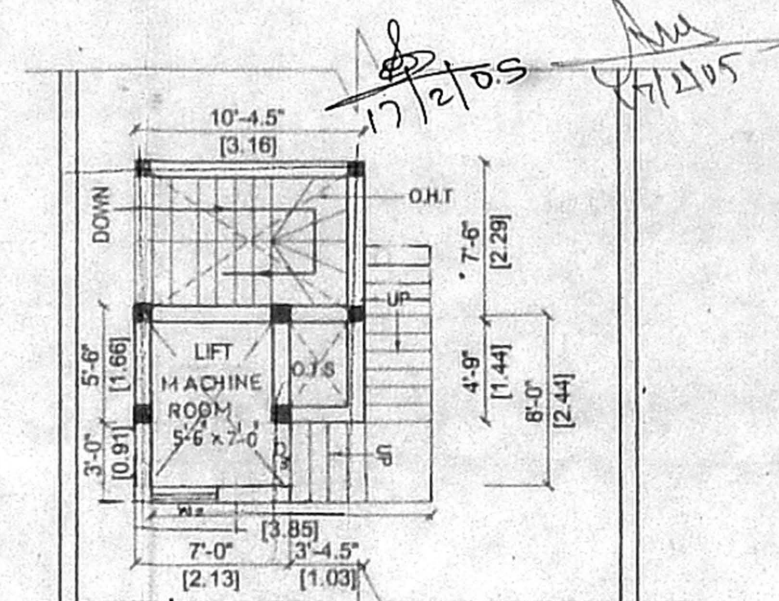 17/2/05
17/2/05
10'-4.5"
[3.16]
DOWN
O.H.T
7'-6"
[2.29]
UP
5'-6"
[1.66]
LIFT
MACHINE
ROOM
5'-6" x 7'-0"
O.T.S
4'-9"
[1.44]
8'-0"
[2.44]
3'-0"
[0.91]
UP
[3.85]
7'-0"
[2.13]
3'-4.5"
[1.03]